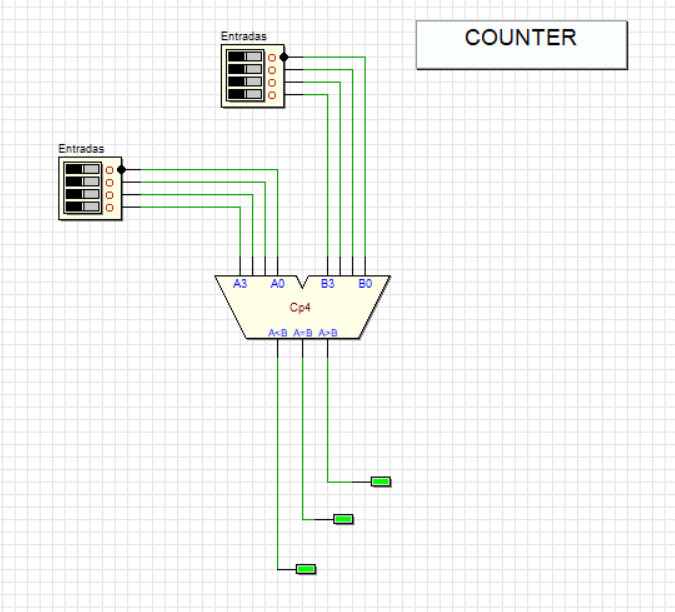 COUNTER
Entradas
Entradas
A3 A0 B3 B0
Cp4
A<B A=B A>B